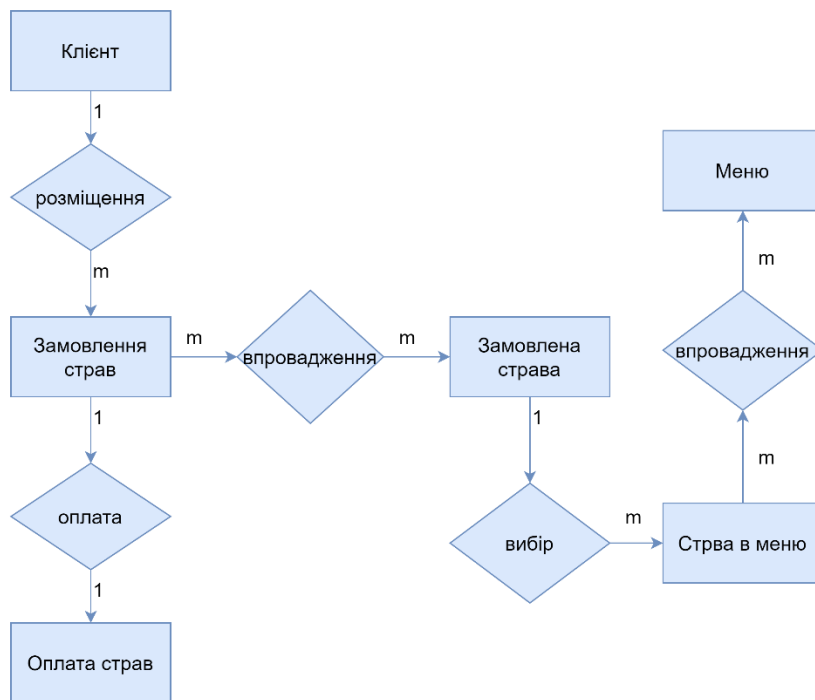 Клієнт
1
розміщення
m
Замовлення
страв
m
впровадження
m
Замовлена
страва
1
оплата
1
Оплата страв
1
вибір
m
Стрва в меню
m
впровадження
m
Меню